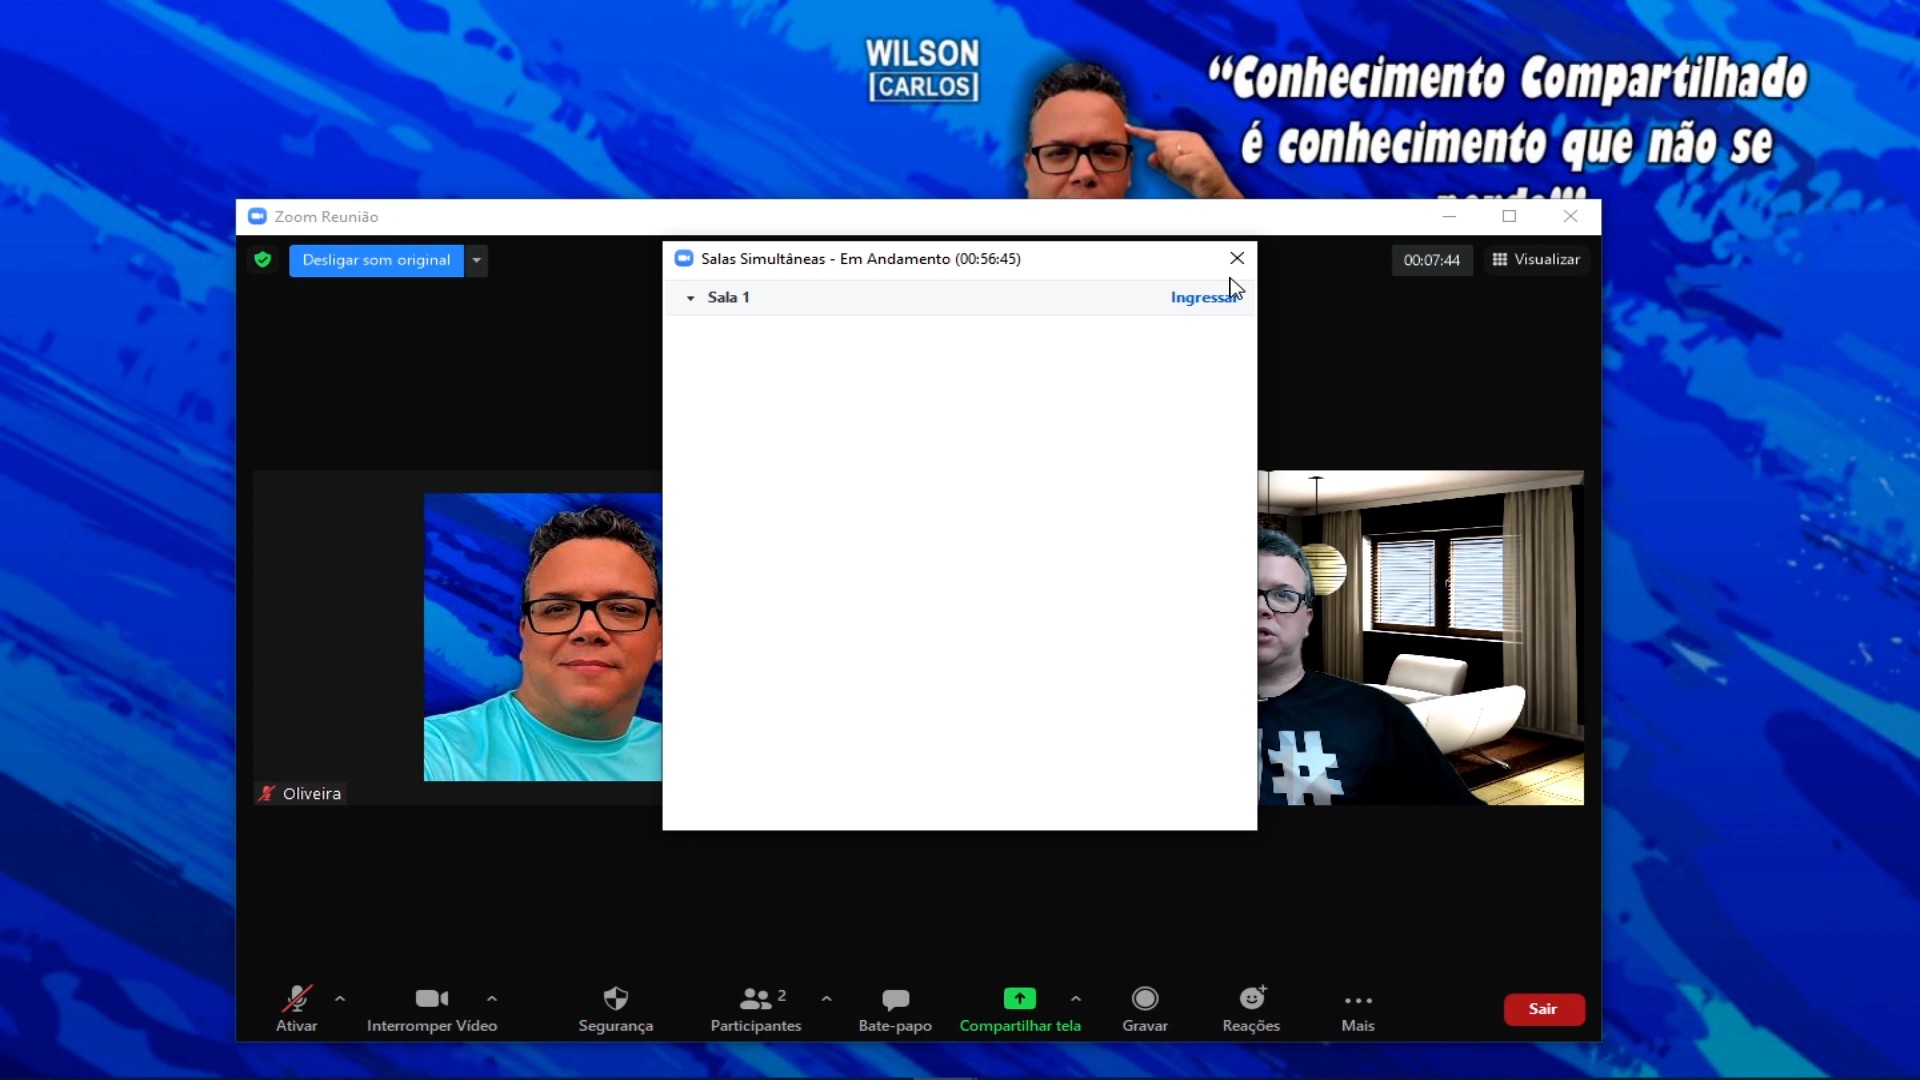 WILSON
CARLOS
“Conhecimento Compartilhado
é conhecimento que não se
Zoom Reunião
Desligar som original
Salas Simultâneas - Em Andamento (00:56:45)
00:07:44
Visualizar
Sala 1
Ingressar
Oliveira
Ativar
Interromper Vídeo
Segurança
Participantes
2
Bate-papo
Compartilhar tela
Gravar
Reações
Mais
Sair